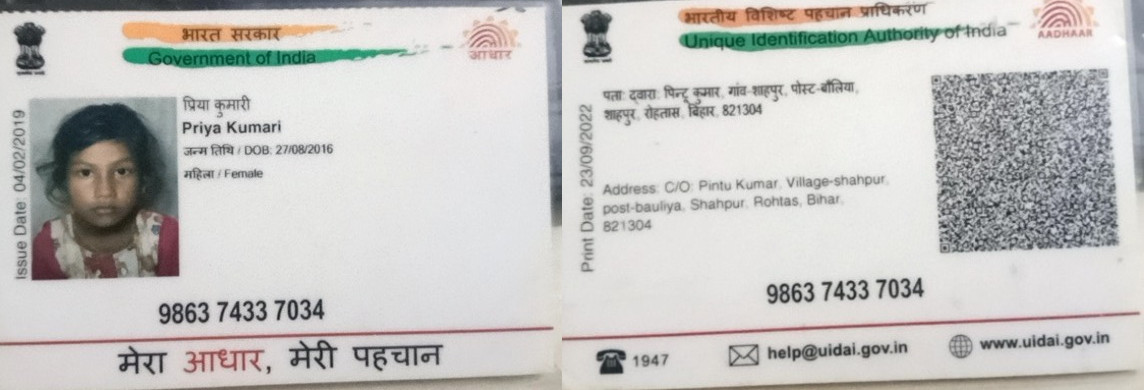 भारत सरकार
Government of India
आधार
Issue Date: 04/02/2019
प्रिया कुमारी
Priya Kumari
जन्म तिथि / DOB: 27/08/2016
महिला / Female
9863 7433 7034
मेरा आधार, मेरी पहचान
भारतीय विशिष्ट पहचान प्राधिकरण
Unique Identification Authority of India
AADHAAR
Print Date: 23/09/2022
पता: द्वारा: पिन्टू कुमार, गांव-शाहपुर, पोस्ट-बौलिया,
शाहपुर, रोहतास, बिहार, 821304
Address: C/O: Pintu Kumar, Village-shahpur,
post-bauliya, Shahpur, Rohtas, Bihar,
821304
9863 7433 7034
1947
help@uidai.gov.in
www.uidai.gov.in